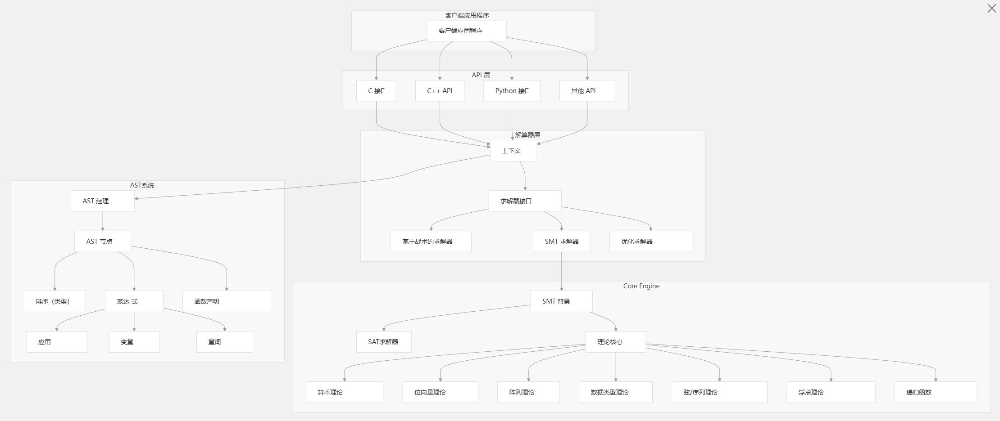 客户端应用程序
客户端应用程序
API 层
C 接口
C++ API
Python 接口
其他 API
解算器层
上下文
AST系统
AST 经理
求解器接口
AST 节点
基于战术的求解器
SMT 求解器
优化求解器
Core Engine
排序（类型）
表达 式
函数声明
SMT 背景
应用
变量
量词
SAT求解器
理论核心
算术理论
位向量理论
阵列理论
数据类型理论
弦/序列理论
浮点理论
递归函数